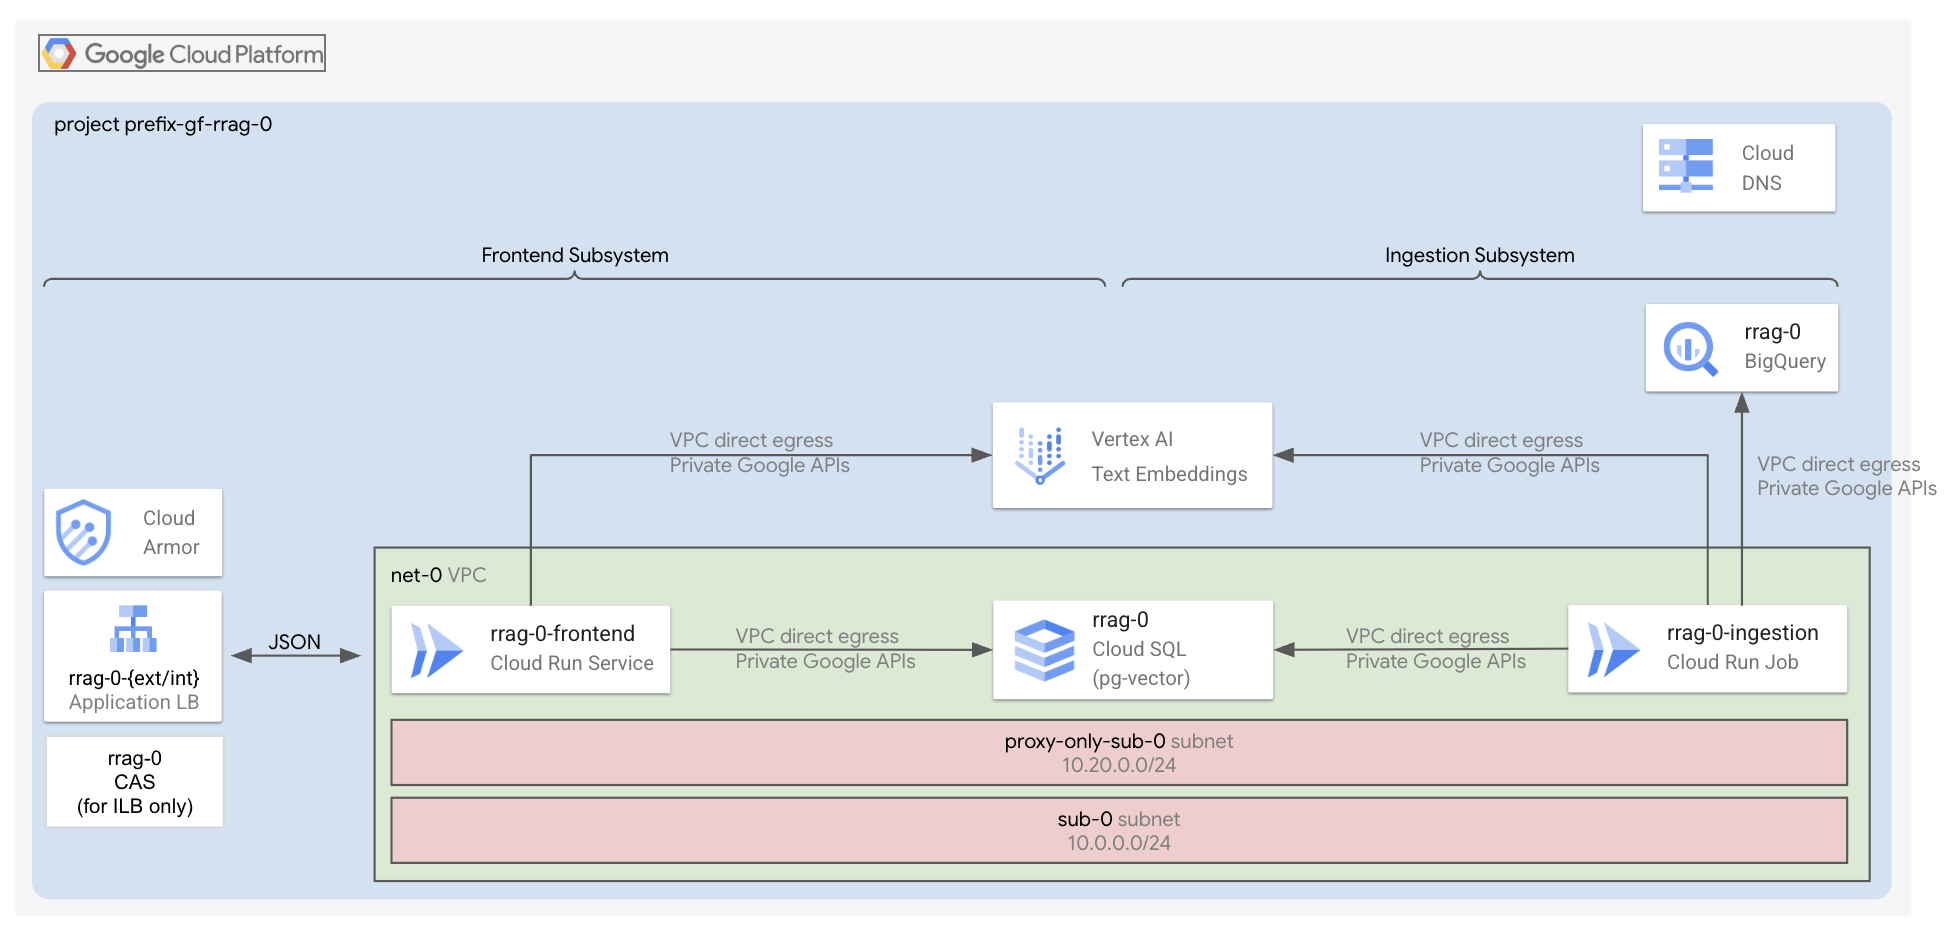 Google Cloud Platform
project prefix-gf-rrag-0
Cloud
DNS
Frontend Subsystem
Ingestion Subsystem
rrag-0
BigQuery
VPC direct egress
Private Google APIs
Vertex AI
Text Embeddings
VPC direct egress
Private Google APIs
VPC direct egress
Private Google APIs
Cloud
Armor
net-0 VPC
rrag-0-{ext/int}
Application LB
JSON
rrag-0-frontend
Cloud Run Service
VPC direct egress
Private Google APIs
rrag-0
Cloud SQL
(pg-vector)
VPC direct egress
Private Google APIs
rrag-0-ingestion
Cloud Run Job
rrag-0
CAS
(for ILB only)
proxy-only-sub-0 subnet
10.20.0.0/24
sub-0 subnet
10.0.0.0/24